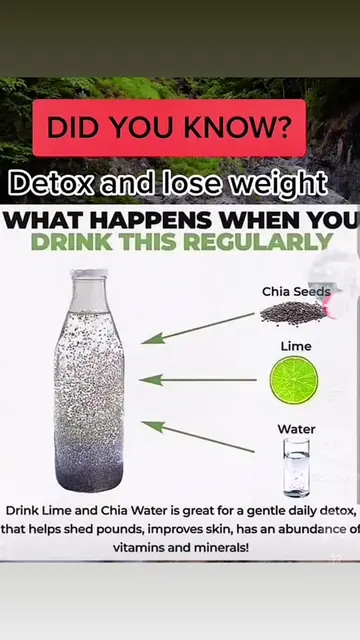 DID YOU KNOW?
Detox and lose weight
WHAT HAPPENS WHEN YOU
DRINK THIS REGULARLY
Chia Seeds
Lime
Water
Drink Lime and Chia Water is great for a gentle daily detox,
that helps shed pounds, improves skin, has an abundance of
vitamins and minerals!